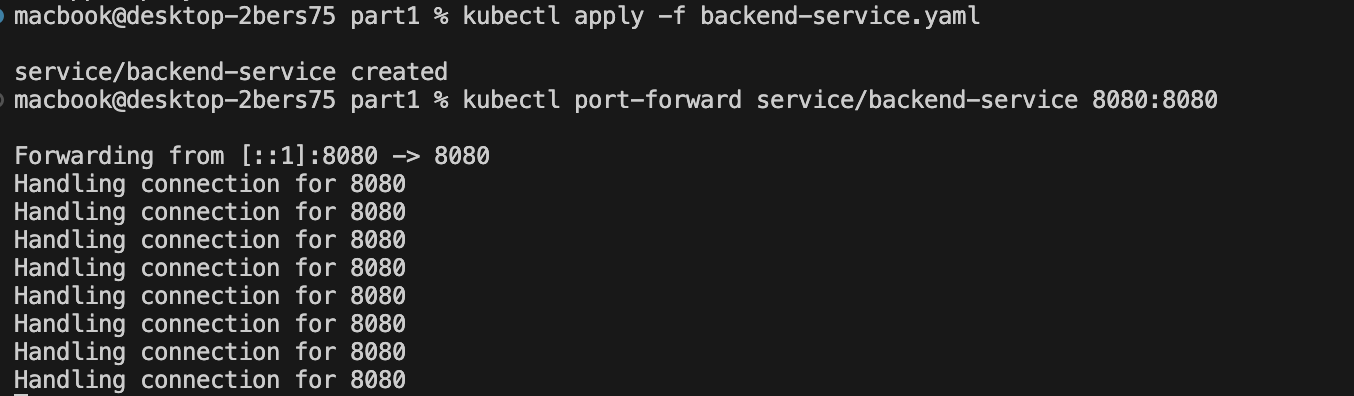 macbook@desktop-2bers75 part1 % kubectl apply -f backend-service.yaml
service/backend-service created
macbook@desktop-2bers75 part1 % kubectl port-forward service/backend-service 8080:8080
Forwarding from [::1]:8080 -> 8080
Handling connection for 8080
Handling connection for 8080
Handling connection for 8080
Handling connection for 8080
Handling connection for 8080
Handling connection for 8080
Handling connection for 8080
Handling connection for 8080